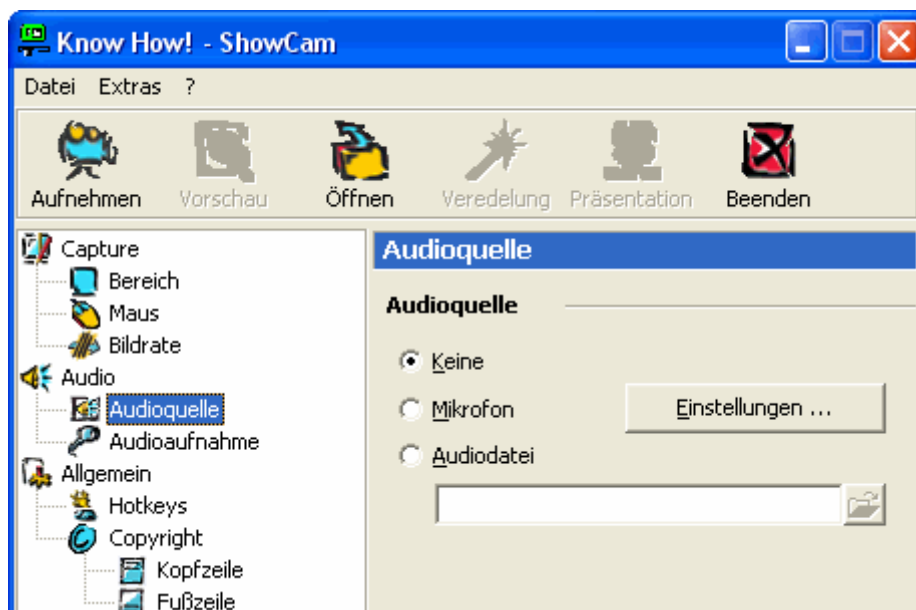 Know How! - ShowCam
Datei Extras ?
Aufnehmen Vorschau Öffnen Veredelung Präsentation Beenden
Capture
Bereich
Maus
Bildrate
Audio
Audioquelle
Audioaufnahme
Allgemein
Hotkeys
Copyright
Kopfzeile
Fußzeile
Audioquelle
Audioquelle
Keine
Mikrofon
Einstellungen ...
Audiodatei